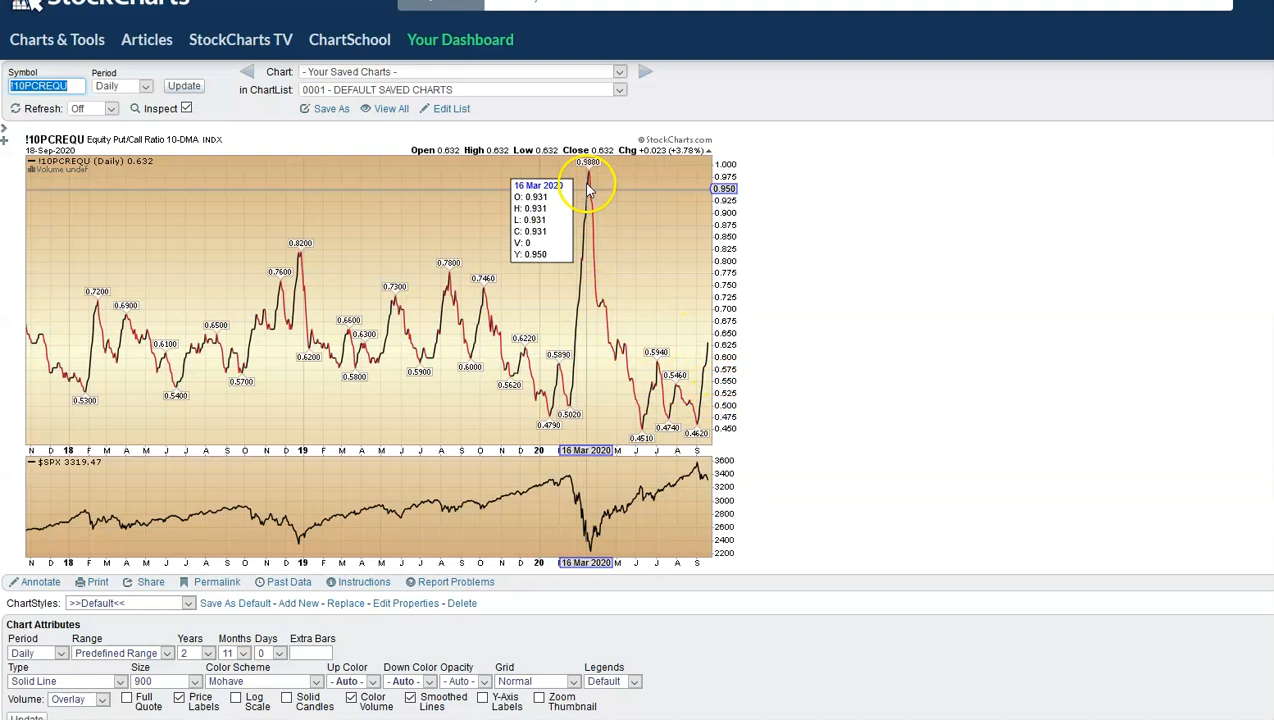 StockCharts
Charts & Tools Articles StockCharts TV ChartSchool Your Dashboard
Symbol Period Chart: - Your Saved Charts -
!10PCREQU Daily Update in ChartList: 0001 - DEFAULT SAVED CHARTS
Refresh: Off Inspect Save As View All Edit List
!10PCREQU Equity Put/Call Ratio 10-DMA INDX © StockCharts.com
18-Sep-2020 Open 0.632 High 0.632 Low 0.632 Close 0.632 Chg +0.023 (+3.78%)
!10PCREQU (Daily) 0.632
Volume undef
16 Mar 2020
O: 0.931
H: 0.931
L: 0.931
C: 0.931
V: 0
Y: 0.950
0.7200
0.6900
0.6100
0.6500
0.7600
0.8200
0.6600
0.6300
0.7300
0.7800
0.7460
0.6220
0.5890
0.9880
0.5940
0.5460
0.5300
0.5400
0.5700
0.6200
0.5800
0.5900
0.6000
0.5620
0.4790
0.5020
0.4510
0.4740
0.4620
1.000
0.975
0.950
0.925
0.900
0.875
0.850
0.825
0.800
0.775
0.750
0.725
0.700
0.675
0.650
0.625
0.600
0.575
0.550
0.525
0.500
0.475
0.450
N D 18 F M A M J J A S O N D 19 F M A M J J A S O N D 20 16 Mar 2020 M J J A S
$SPX 3319.47
3600
3400
3200
3000
2800
2600
2400
2200
N D 18 F M A M J J A S O N D 19 F M A M J J A S O N D 20 16 Mar 2020 M J J A S
Annotate Print Share Permalink Past Data Instructions Report Problems
ChartStyles: >>Default<< Save As Default - Add New - Replace - Edit Properties - Delete
Chart Attributes
Period Range Years Months Days Extra Bars
Daily Predefined Range 2 11 0
Type Size Color Scheme Up Color Down Color Opacity Grid Legends
Solid Line 900 Mohave - Auto - - Auto - - Auto - Normal Default
Volume: Overlay Full Quote Price Labels Log Scale Solid Candles Color Volume Smoothed Lines Y-Axis Labels Zoom Thumbnail
Update